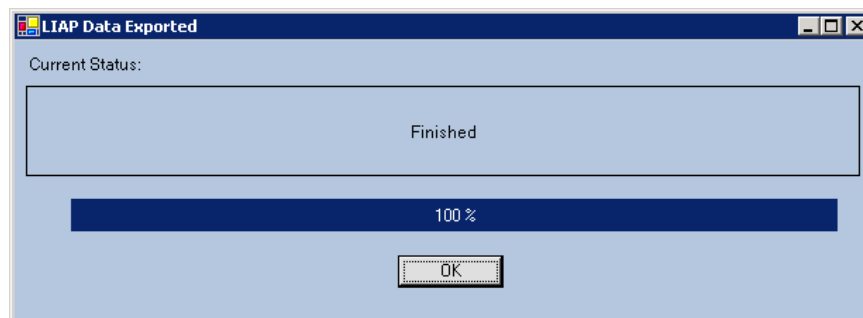 LIAP Data Exported
Current Status:
Finished
100 %
OK